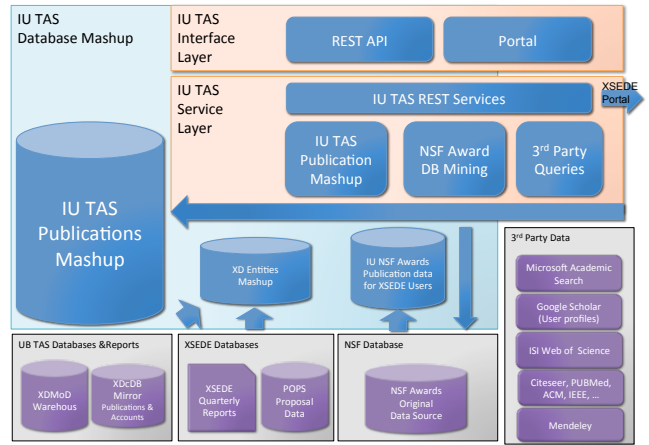 IU TAS
Database Mashup
IU TAS
Interface
Layer
REST API
Portal
IU TAS
Service
Layer
IU TAS REST Services
XSEDE
Portal
IU TAS
Publication
Mashup
NSF Award
DB Mining
3rd Party
Queries
IU TAS
Publications
Mashup
XD Entities
Mashup
IU NSF Awards
Publication data
for XSEDE Users
3rd Party Data
Microsoft Academic
Search
Google Scholar
(User profiles)
ISI Web of Science
Citeseer, PUBMed,
ACM, IEEE, ...
Mendeley
UB TAS Databases &Reports
XDMoD
Warehous
XDcDB
Mirror
Publications &
Accounts
XSEDE Databases
XSEDE
Quarterly
Reports
POPS
Proposal
Data
NSF Database
NSF Awards
Original
Data Source